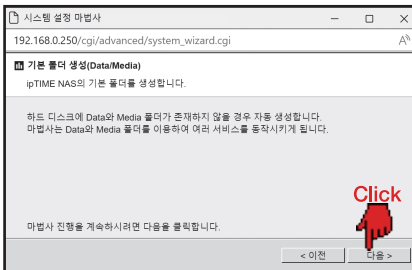 시스템 설정 마법사
192.168.0.250/cgi/advanced/system_wizard.cgi
기본 폴더 생성(Data/Media)
ipTIME NAS의 기본 폴더를 생성합니다.
하드 디스크에 Data와 Media 폴더가 존재하지 않을 경우 자동 생성합니다.
마법사는 Data와 Media 폴더를 이용하여 여러 서비스를 동작시키게 됩니다.
Click
마법사 진행을 계속하시려면 다음을 클릭합니다.
< 이전 다음 >